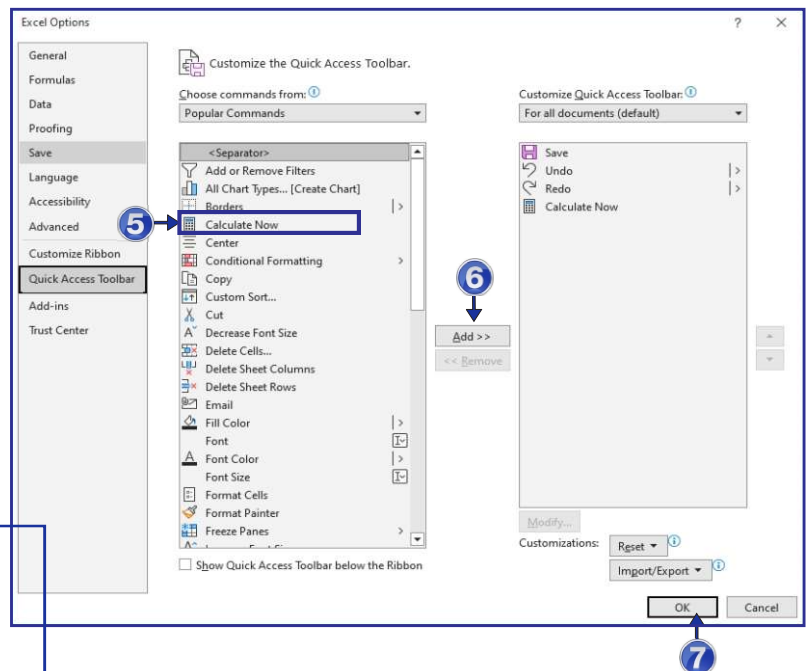 Excel Options
?
General
Formulas
Data
Proofing
Save
Language
Accessibility
Advanced
Customize Ribbon
Quick Access Toolbar
Add-ins
Trust Center
Customize the Quick Access Toolbar.
Choose commands from:
Popular Commands
<Separator>
Add or Remove Filters
All Chart Types... [Create Chart]
Borders
Calculate Now
Center
Conditional Formatting
Copy
Custom Sort...
Cut
Decrease Font Size
Delete Cells...
Delete Sheet Columns
Delete Sheet Rows
Email
Fill Color
Font
Font Color
Font Size
Format Cells
Format Painter
Freeze Panes
Show Quick Access Toolbar below the Ribbon
5
6
Add >>
<< Remove
Customize Quick Access Toolbar:
For all documents (default)
Save
Undo
Redo
Calculate Now
Modify...
Customizations:
Reset
Import/Export
OK
Cancel
7